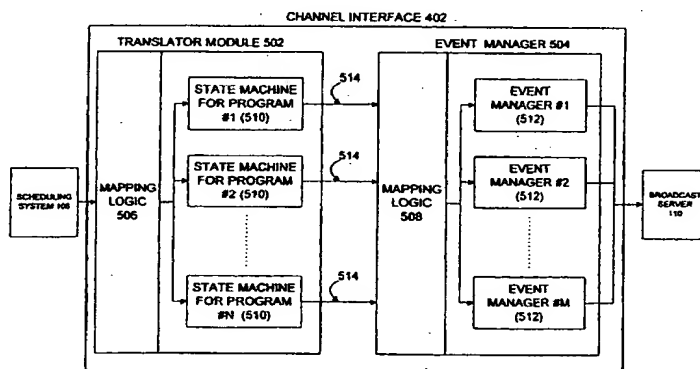 CHANNEL INTERFACE 402
TRANSLATOR MODULE 502
EVENT MANAGER 504
SCHEDULING
SYSTEM 108
MAPPING
LOGIC
506
STATE MACHINE
FOR PROGRAM
#1 (510)
514
STATE MACHINE
FOR PROGRAM
#2 (510)
514
STATE MACHINE
FOR PROGRAM
#N (510)
514
MAPPING
LOGIC
508
EVENT
MANAGER #1
(512)
EVENT
MANAGER #2
(512)
EVENT
MANAGER #M
(512)
BROADCAST
SERVER
110